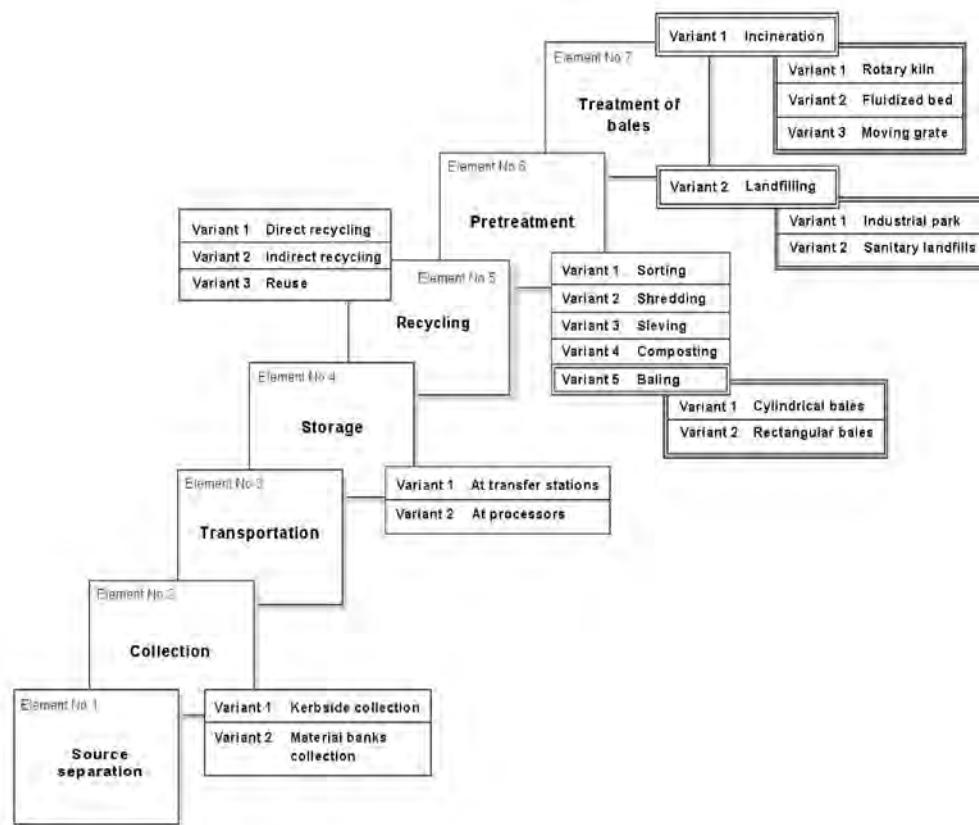 Variant 1 Incineration
Element No.7
Variant 1 Rotary kiln
Variant 2 Fluidized bed
Variant 3 Moving grate
Treatment of
bales
Element No.6
Variant 2 Landfilling
Pretreatment
Variant 1 Industrial park
Variant 2 Sanitary landfills
Variant 1 Direct recycling
Variant 2 Indirect recycling
Variant 3 Reuse
Element No.5
Recycling
Variant 1 Sorting
Variant 2 Shredding
Variant 3 Sieving
Variant 4 Composting
Variant 5 Baling
Element No.4
Storage
Variant 1 Cylindrical bales
Variant 2 Rectangular bales
Element No.3
Transportation
Variant 1 At transfer stations
Variant 2 At processors
Element No.2
Collection
Element No.1
Source
separation
Variant 1 Kerbside collection
Variant 2 Material banks
collection